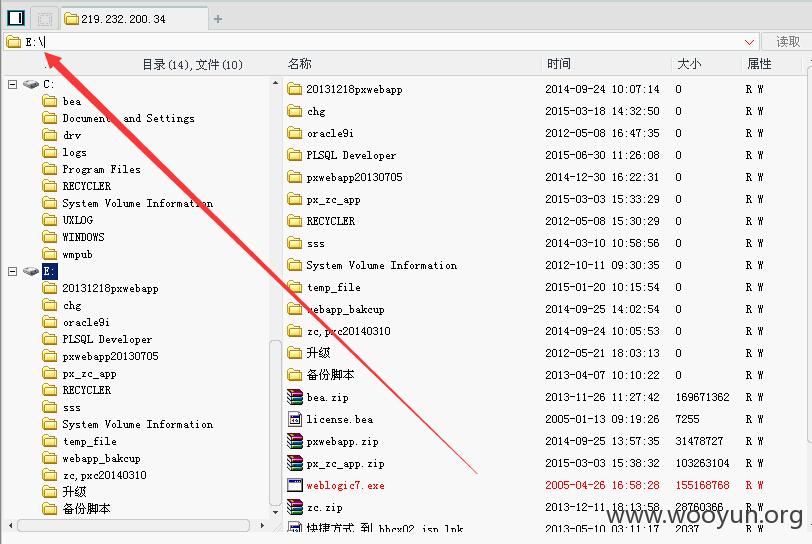 219.232.200.34
E:\ 读取
目录(14),文件(10) 名称 时间 大小 属性
C:
bea
Documents and Settings
drv
logs
Program Files
RECYCLER
System Volume Information
UXLOG
WINDOWS
wmpub
E:
20131218pxwebapp
chg
oracle9i
PLSQL Developer
pxwebapp20130705
px_zc_app
RECYCLER
sss
System Volume Information
temp_file
webapp_bakcup
zc,pxc20140310
升级
备份脚本
20131218pxwebapp 2014-09-24 10:07:14 0 R W
chg 2015-03-18 14:32:50 0 R W
oracle9i 2012-05-08 16:47:35 0 R W
PLSQL Developer 2015-06-30 11:26:08 0 R W
pxwebapp20130705 2014-12-30 16:22:31 0 R W
px_zc_app 2015-03-03 15:33:29 0 R W
RECYCLER 2012-05-08 15:30:29 0 R W
sss 2014-03-10 10:58:56 0 R W
System Volume Information 2012-10-11 09:30:35 0 R W
temp_file 2015-01-20 10:15:54 0 R W
webapp_bakcup 2014-09-25 14:02:54 0 R W
zc,pxc20140310 2014-09-24 10:05:53 0 R W
升级 2012-05-21 18:03:13 0 R W
备份脚本 2013-04-07 10:10:22 0 R W
bea.zip 2013-11-26 11:27:42 169671362 R W
license.bea 2005-01-13 09:19:26 7255 R W
pxwebapp.zip 2014-09-25 13:57:35 31478727 R W
px_zc_app.zip 2015-03-03 15:38:32 103263104 R W
weblogic7.exe 2005-04-26 16:58:28 155168768 R W
zc.zip 2013-12-11 18:13:58 28760366 R W
快捷方式 到 bbcx02.jsp.lnk 2013-05-10 03:11:17 2037 R W
www.wooyun.org